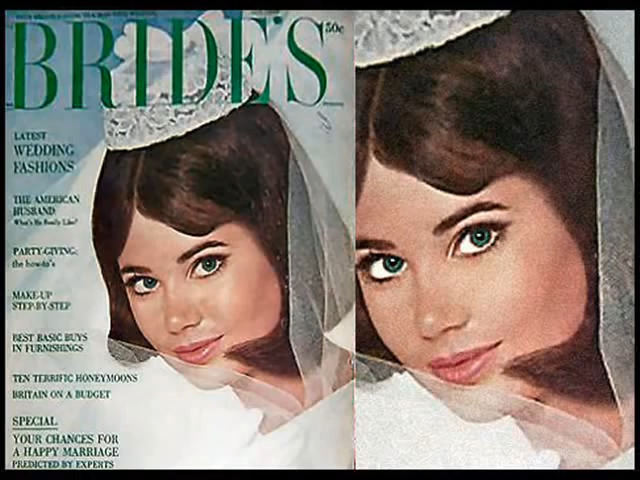 BRIDE'S
50c
LATEST
WEDDING
FASHIONS
THE AMERICAN
HUSBAND
What's He Really Like?
PARTY-GIVING:
the how-to's
MAKE-UP
STEP-BY-STEP
BEST BASIC BUYS
IN FURNISHINGS
TEN TERRIFIC HONEYMOONS
BRITAIN ON A BUDGET
SPECIAL
YOUR CHANCES FOR
A HAPPY MARRIAGE
PREDICTED BY EXPERTS